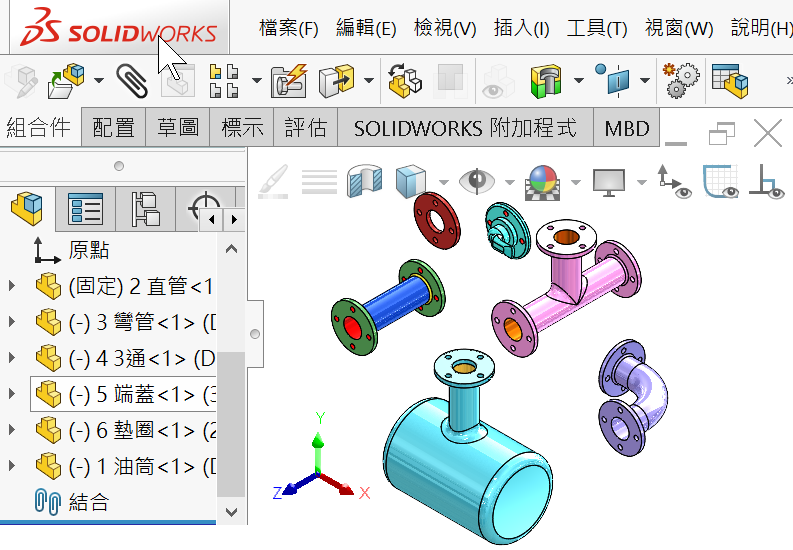 SOLIDWORKS 檔案(F) 編輯(E) 檢視(V) 插入(I) 工具(T) 視窗(W) 說明(H)
組合件 配置 草圖 標示 評估 SOLIDWORKS 附加程式 MBD
原點
(固定) 2 直管<1
(-) 3 彎管<1> (D
(-) 4 3通<1> (D
(-) 5 端蓋<1> (3
(-) 6 墊圈<1> (2
(-) 1 油筒<1> (D
結合
Y
Z
X